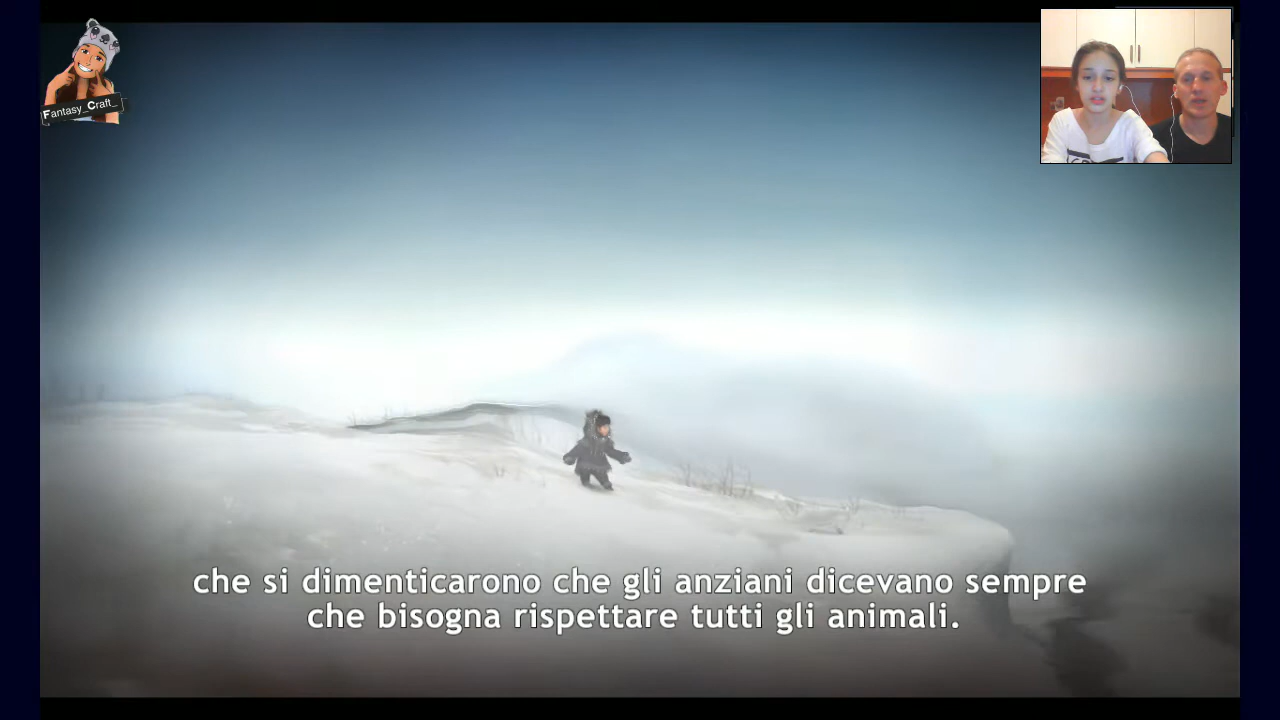 Fantasy_Craft_
che si dimenticarono che gli anziani dicevano sempre
che bisogna rispettare tutti gli animali.